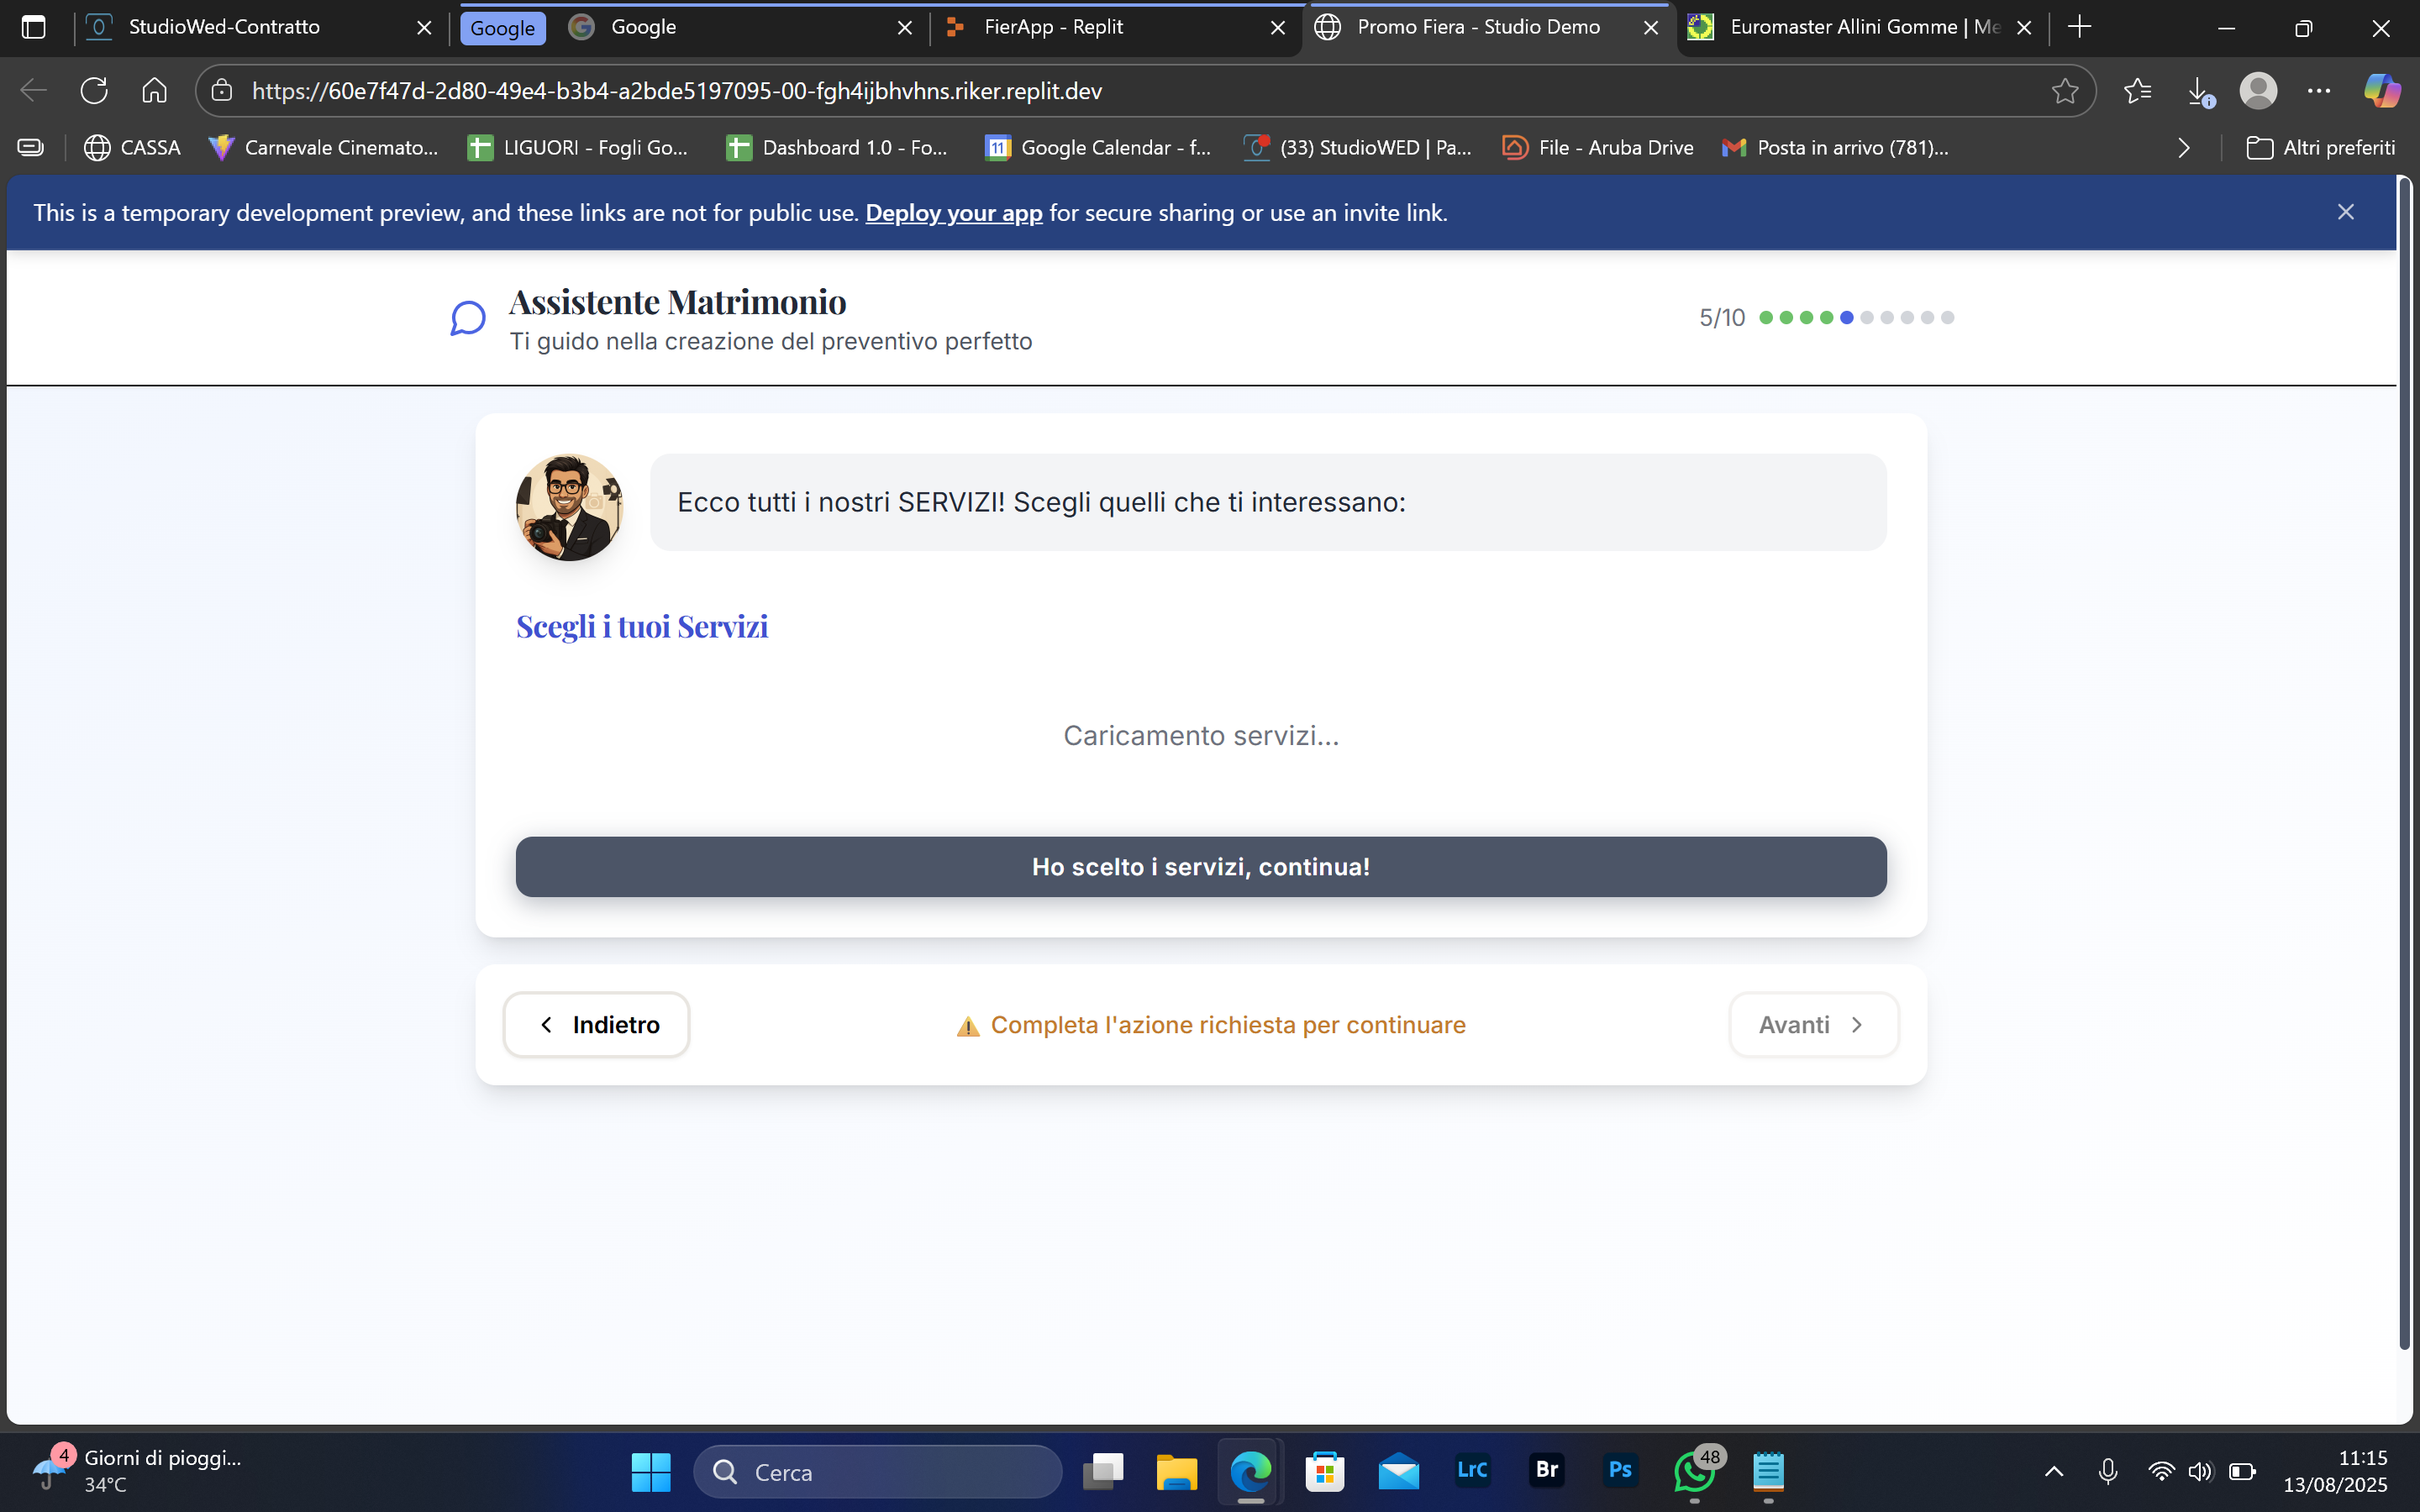 StudioWed-Contratto
Google
Google
FierApp - Replit
Promo Fiera - Studio Demo
Euromaster Allini Gomme | Me
https://60e7f47d-2d80-49e4-b3b4-a2bde5197095-00-fgh4ijbhvhns.riker.replit.dev
CASSA
Carnevale Cinemato...
LIGUORI - Fogli Go...
Dashboard 1.0 - Fo...
11
Google Calendar - f...
(33) StudioWED | Pa...
File - Aruba Drive
Posta in arrivo (781)...
Altri preferiti
This is a temporary development preview, and these links are not for public use. Deploy your app for secure sharing or use an invite link.
Assistente Matrimonio
Ti guido nella creazione del preventivo perfetto
5/10
Ecco tutti i nostri SERVIZI! Scegli quelli che ti interessano:
Scegli i tuoi Servizi
Caricamento servizi...
Ho scelto i servizi, continua!
Indietro
Completa l'azione richiesta per continuare
Avanti
4
Giorni di pioggi...
34°C
Cerca
LrC
Br
Ps
48
11:15
13/08/2025